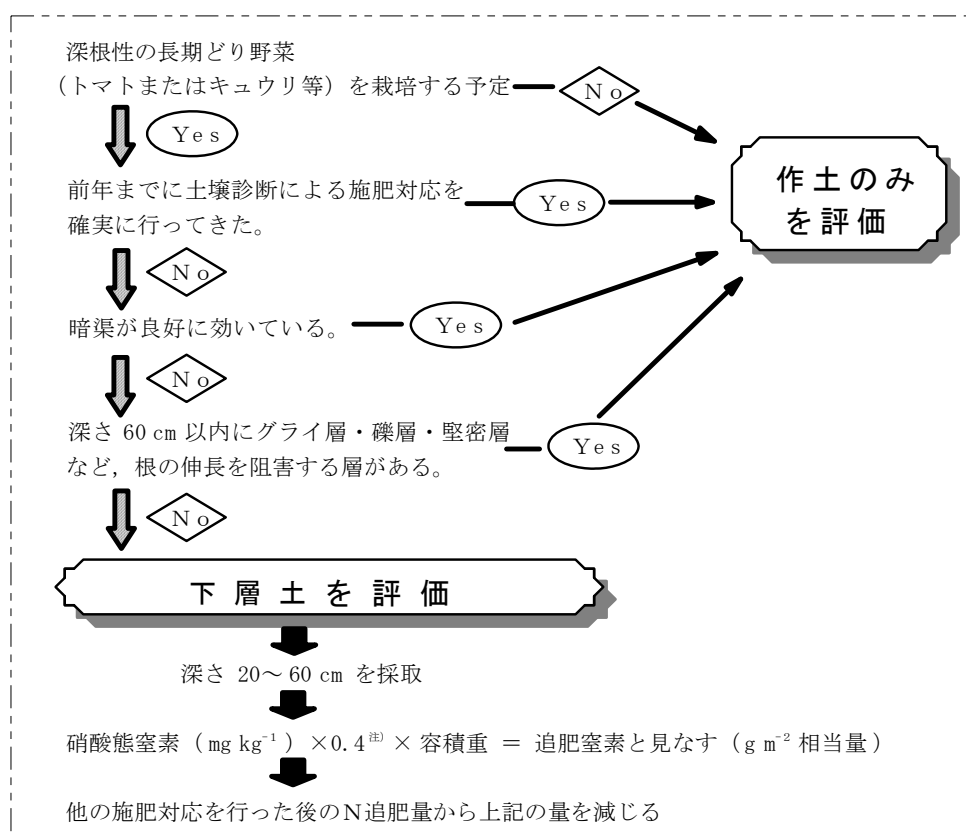 深根性の長期どり野菜
(トマトまたはキュウリ等)を栽培する予定
No
Yes
作土のみ
を評価
前年までに土壌診断による施肥対応を
確実に行ってきた。
Yes
No
暗渠が良好に効いている。
Yes
No
深さ 60 cm 以内にグライ層・礫層・堅密層
など，根の伸長を阻害する層がある。
Yes
No
下層土を評価
深さ 20～60 cm を採取
硝酸態窒素（mg kg⁻¹）×0.4注)× 容積重 ＝ 追肥窒素と見なす（g m⁻² 相当量）
他の施肥対応を行った後のＮ追肥量から上記の量を減じる